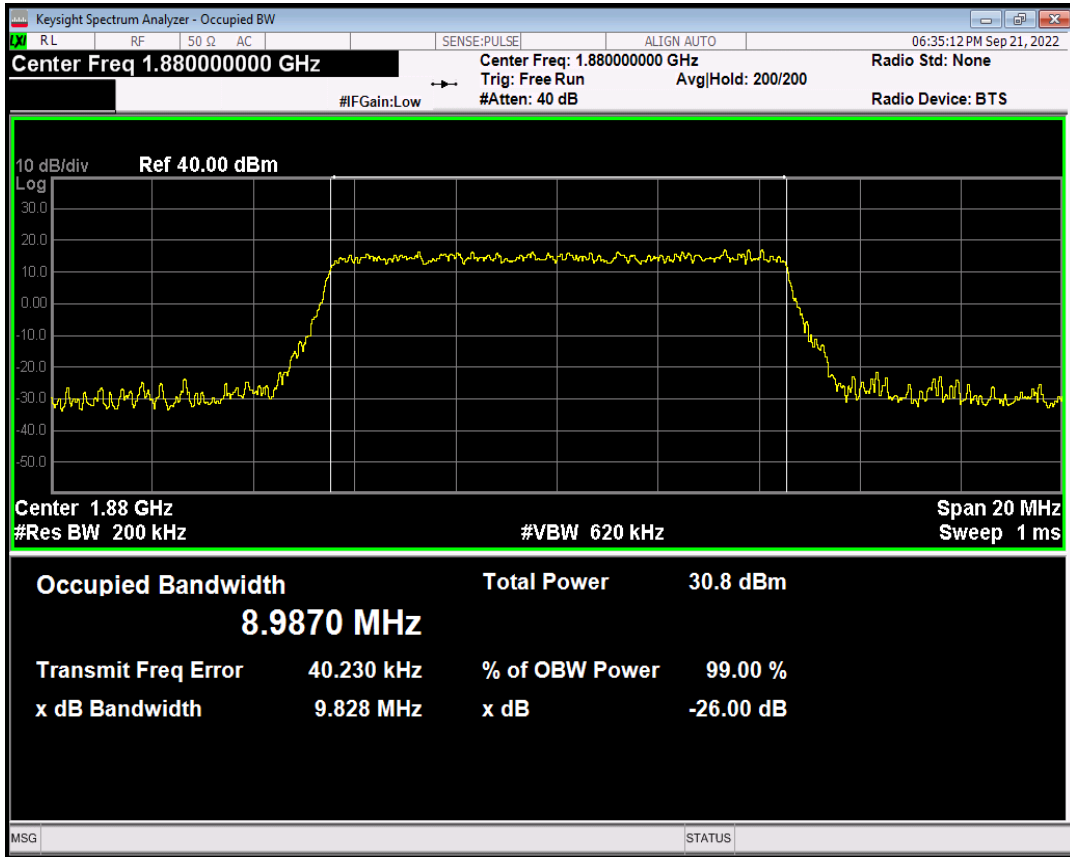 Keysight Spectrum Analyzer - Occupied BW
LXI RL RF 50 Ω AC SENSE:PULSE ALIGN AUTO 06:35:12 PM Sep 21, 2022
Center Freq 1.880000000 GHz Center Freq: 1.880000000 GHz Radio Std: None
Trig: Free Run Avg|Hold: 200/200
#IFGain:Low #Atten: 40 dB Radio Device: BTS
10 dB/div Ref 40.00 dBm
Log
30.0
20.0
10.0
0.00
-10.0
-20.0
-30.0
-40.0
-50.0
Center 1.88 GHz Span 20 MHz
#Res BW 200 kHz #VBW 620 kHz Sweep 1 ms
Occupied Bandwidth Total Power 30.8 dBm
8.9870 MHz
Transmit Freq Error 40.230 kHz % of OBW Power 99.00 %
x dB Bandwidth 9.828 MHz x dB -26.00 dB
MSG STATUS